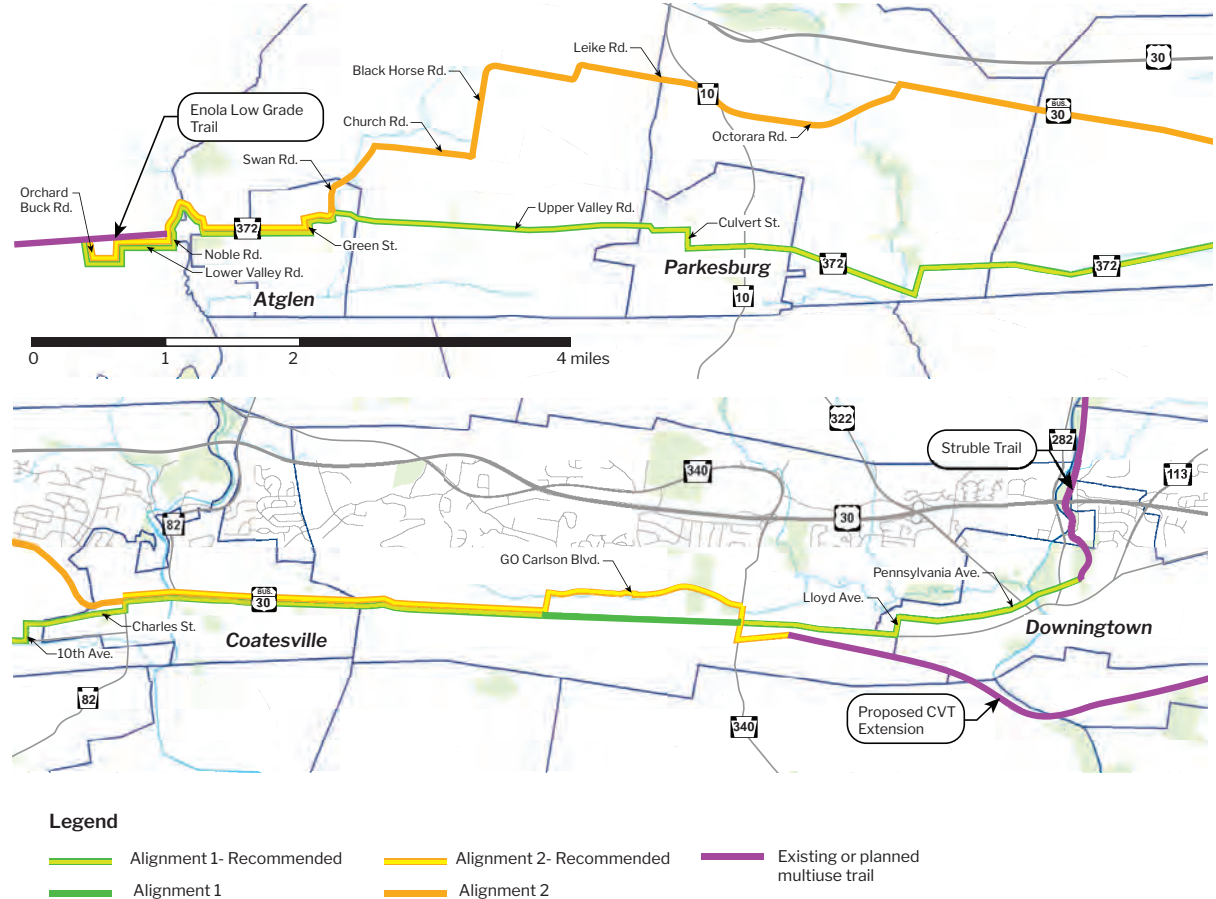 Leike Rd.
30
Black Horse Rd.
10
BUS.
30
Enola Low Grade
Trail
Church Rd.
Octorara Rd.
Swan Rd.
Orchard
Buck Rd.
Upper Valley Rd.
Culvert St.
372
Green St.
Noble Rd.
Lower Valley Rd.
Parkesburg
372
372
Atglen
10
0
1
2
4 miles
322
Struble Trail
282
340
113
82
30
GO Carlson Blvd.
Pennsylvania Ave.
BUS.
30
Lloyd Ave.
Charles St.
Coatesville
Downingtown
10th Ave.
82
340
Proposed CVT
Extension
Legend
Alignment 1- Recommended
Alignment 2- Recommended
Existing or planned
multiuse trail
Alignment 1
Alignment 2